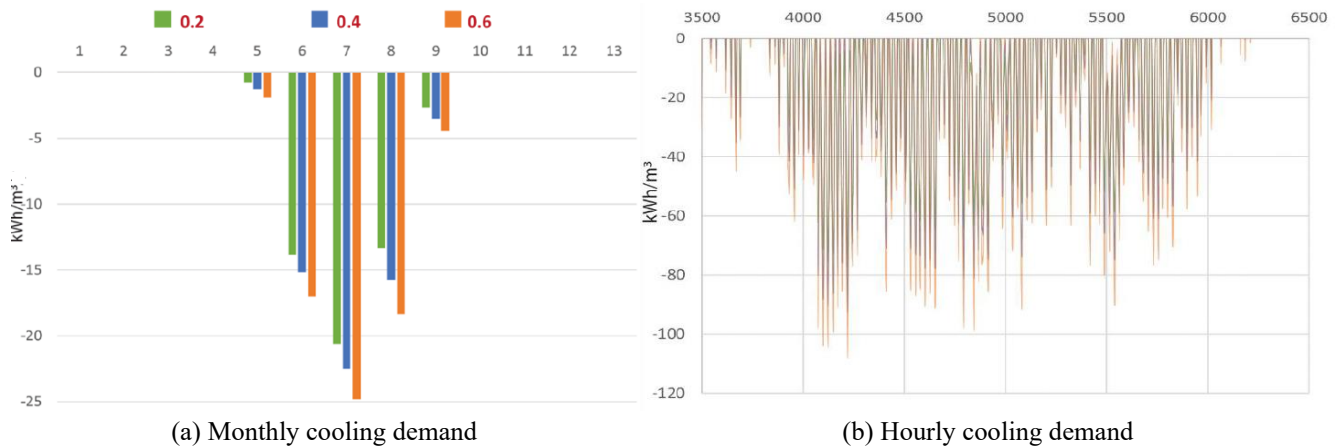 0.2 0.4 0.6
1 2 3 4 5 6 7 8 9 10 11 12 13
0
-5
-10
-15
-20
-25
kWh/m³
(a) Monthly cooling demand
3500 4000 4500 5000 5500 6000 6500
0
-20
-40
-60
-80
-100
-120
kWh/m³
(b) Hourly cooling demand